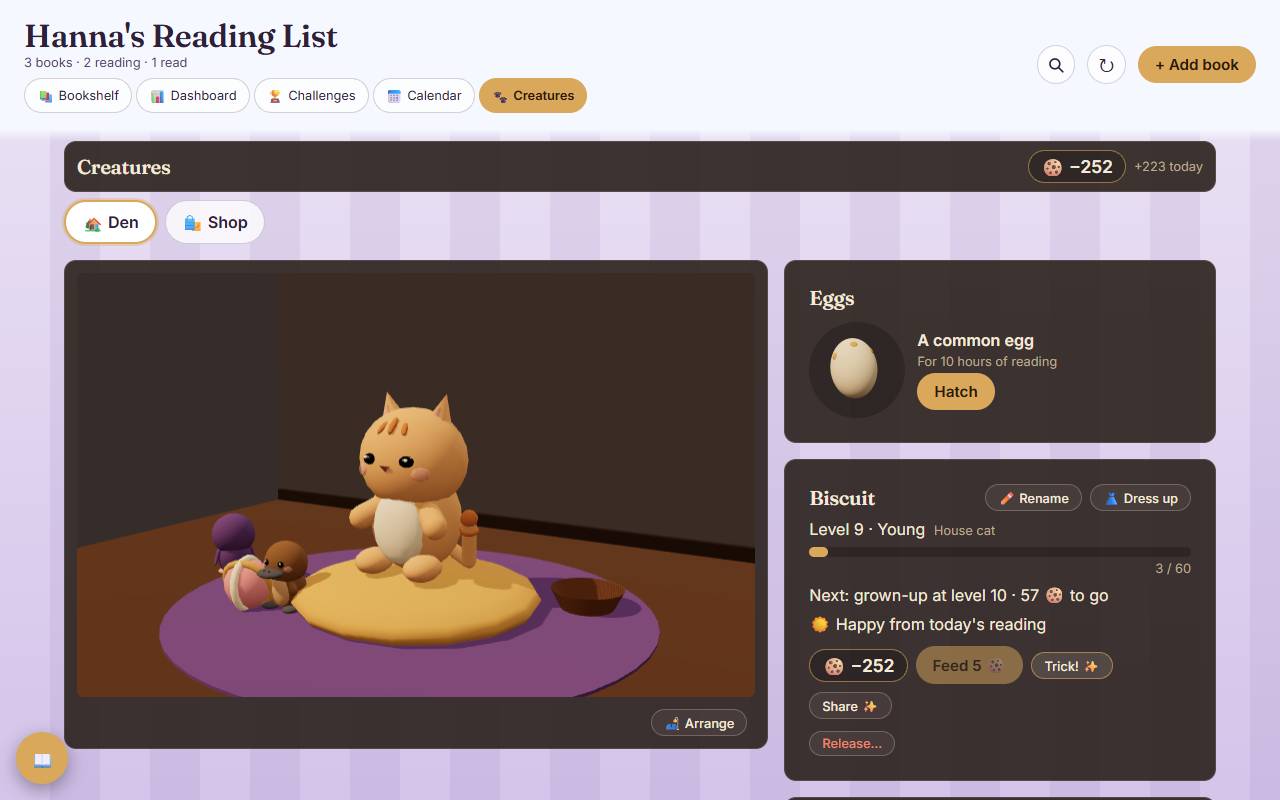 Hanna's Reading List
3 books · 2 reading · 1 read
Bookshelf
Dashboard
Challenges
Calendar
Creatures
+ Add book
Creatures
−252
+223 today
Den
Shop
Eggs
A common egg
For 10 hours of reading
Hatch
Biscuit
Rename
Dress up
Level 9 · Young House cat
3 / 60
Next: grown-up at level 10 · 57 🍪 to go
Happy from today's reading
−252
Feed 5
Trick!
Share
Release...
Arrange